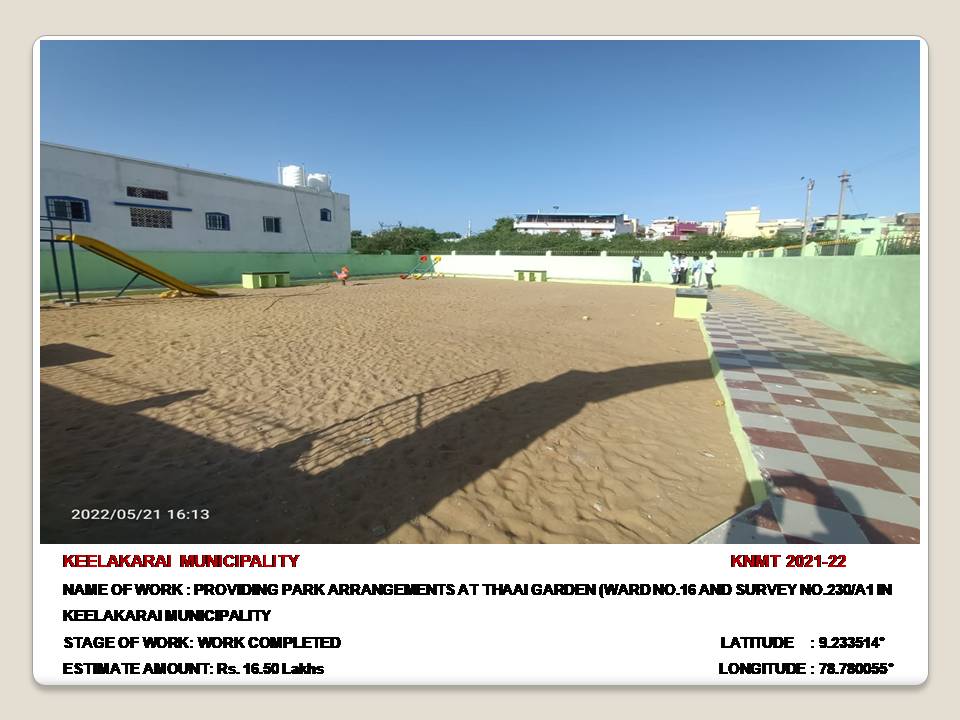 2022/05/21 16:13
KEELAKARAI MUNICIPALITY KNMT 2021-22
NAME OF WORK : PROVIDING PARK ARRANGEMENTS AT THAAI GARDEN (WARD NO.16 AND SURVEY NO.230/A1 IN
KEELAKARAI MUNICIPALITY
STAGE OF WORK: WORK COMPLETED LATITUDE : 9.233514°
ESTIMATE AMOUNT: Rs. 16.50 Lakhs LONGITUDE : 78.780055°